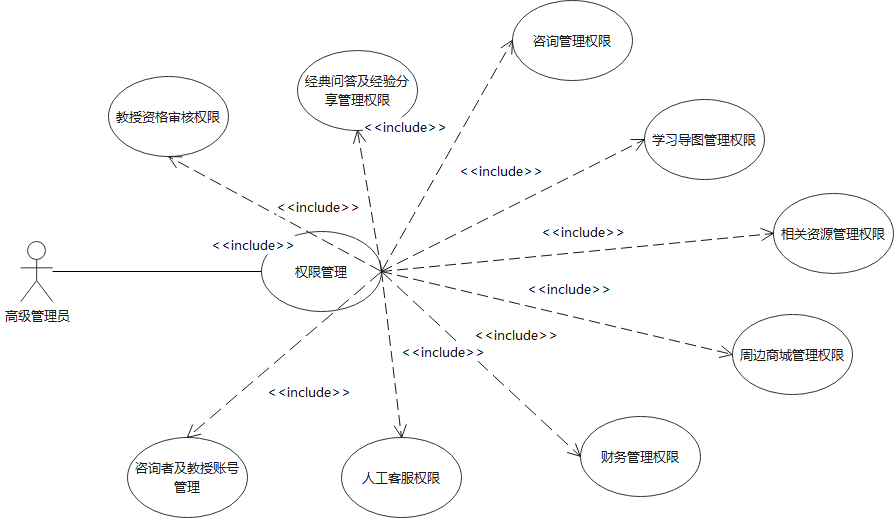 咨询管理权限
经典问答及经验分
享管理权限
教授资格审核权限
<<include>>
学习导图管理权限
<<include>>
<<include>>
相关资源管理权限
<<include>>
<<include>>
权限管理
高级管理员
<<include>>
<<include>>
<<include>>
周边商城管理权限
<<include>>
财务管理权限
咨询者及教授账号
管理
人工客服权限